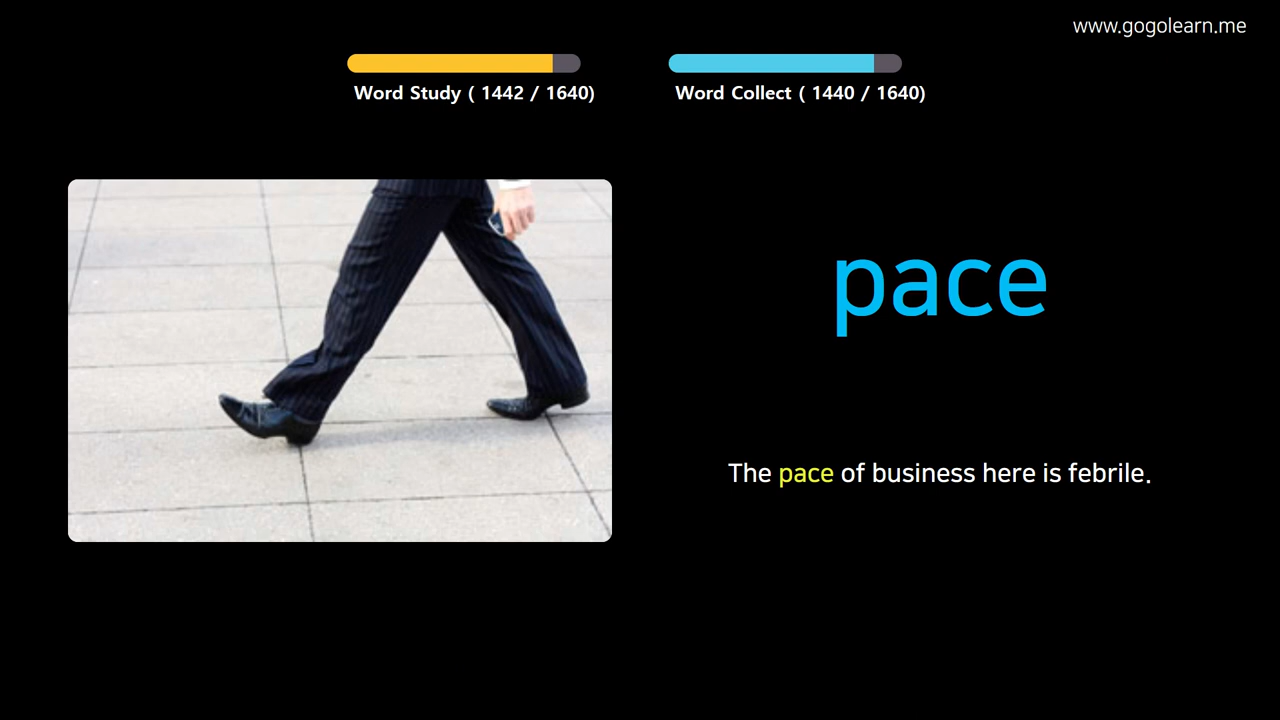 www.gogolearn.me
Word Study ( 1442 / 1640)
Word Collect ( 1440 / 1640)
pace
The pace of business here is febrile.